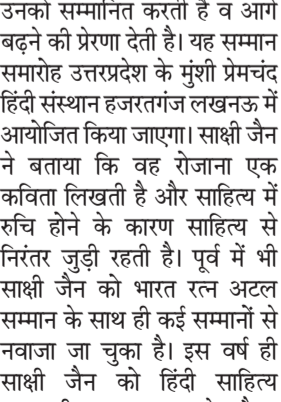 उनको सम्मानित करती है व आगे
बढ़ने की प्रेरणा देती है। यह सम्मान
समारोह उत्तरप्रदेश के मुंशी प्रेमचंद
हिंदी संस्थान हजरतगंज लखनऊ में
आयोजित किया जाएगा। साक्षी जैन
ने बताया कि वह रोजाना एक
कविता लिखती है और साहित्य में
रुचि होने के कारण साहित्य से
निरंतर जुड़ी रहती है। पूर्व में भी
साक्षी जैन को भारत रत्न अटल
सम्मान के साथ ही कई सम्मानों से
नवाजा जा चुका है। इस वर्ष ही
साक्षी जैन को हिंदी साहित्य